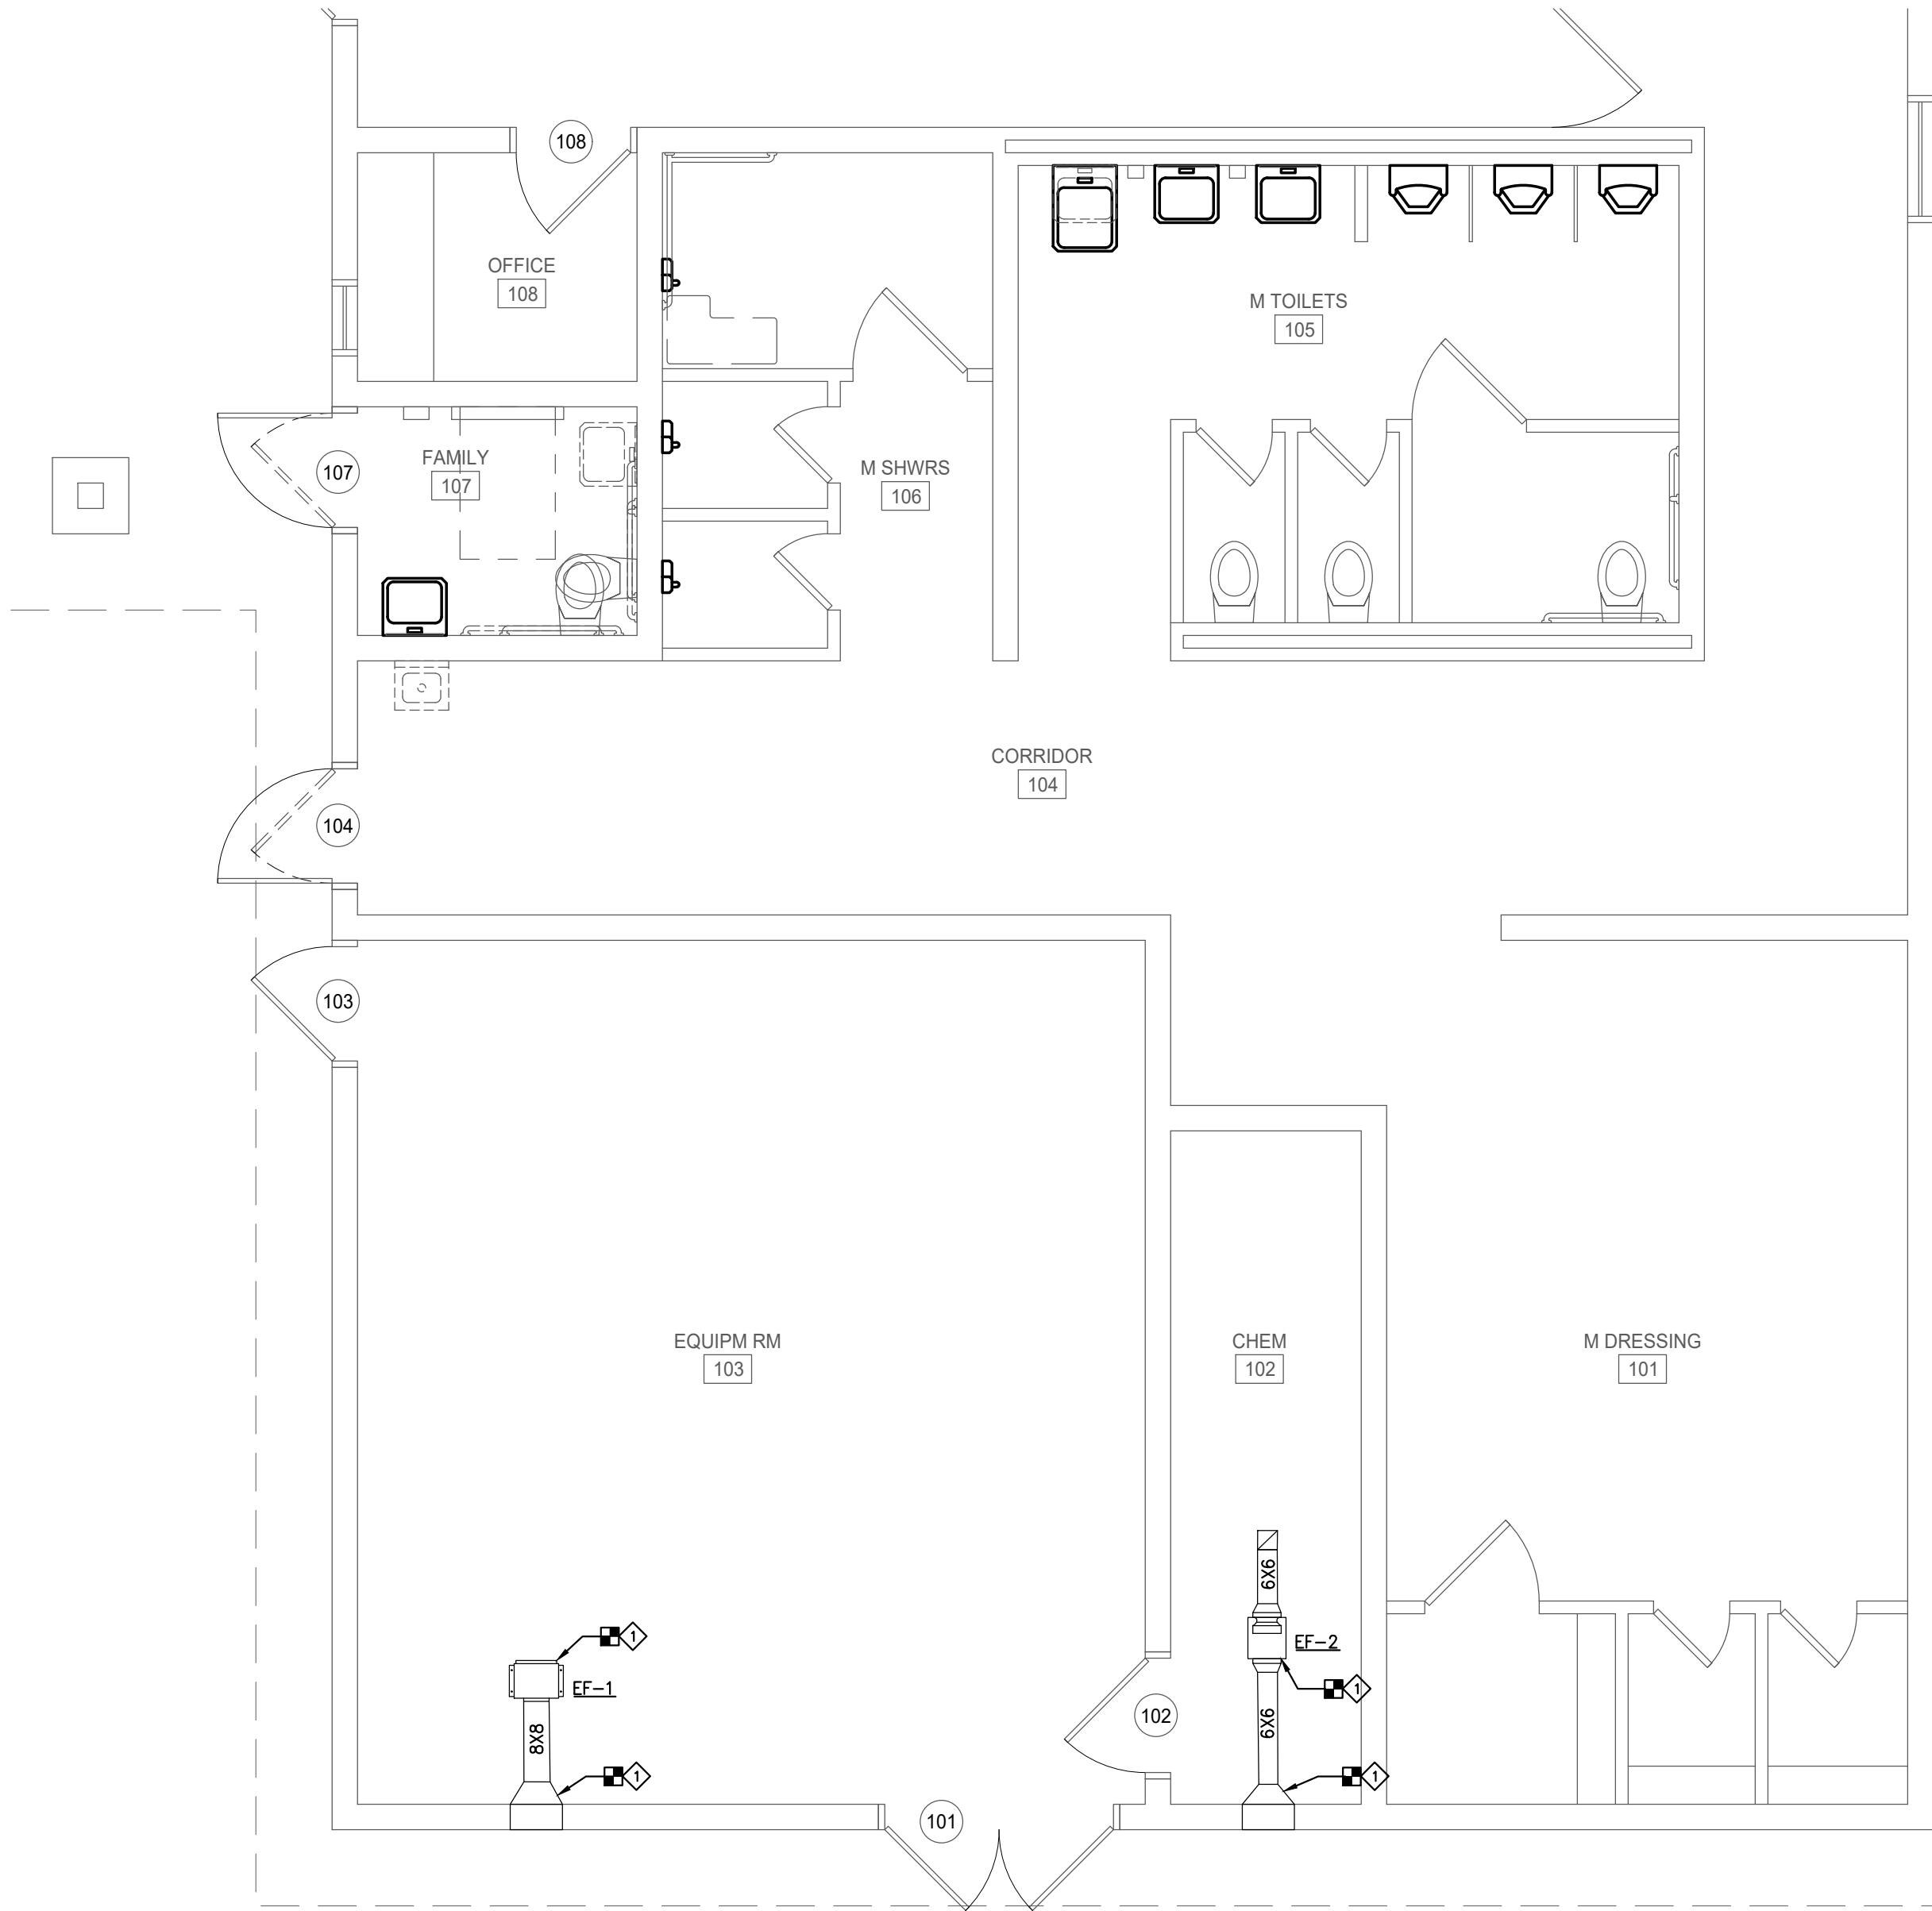 108
OFFICE
108
M TOILETS
105
FAMILY
107
107
M SHWRS
106
CORRIDOR
104
104
103
EQUIPM RM
103
CHEM
102
M DRESSING
101
6X6
1
EF-2
EF-1
1
102
6X6
8X8
1
1
101